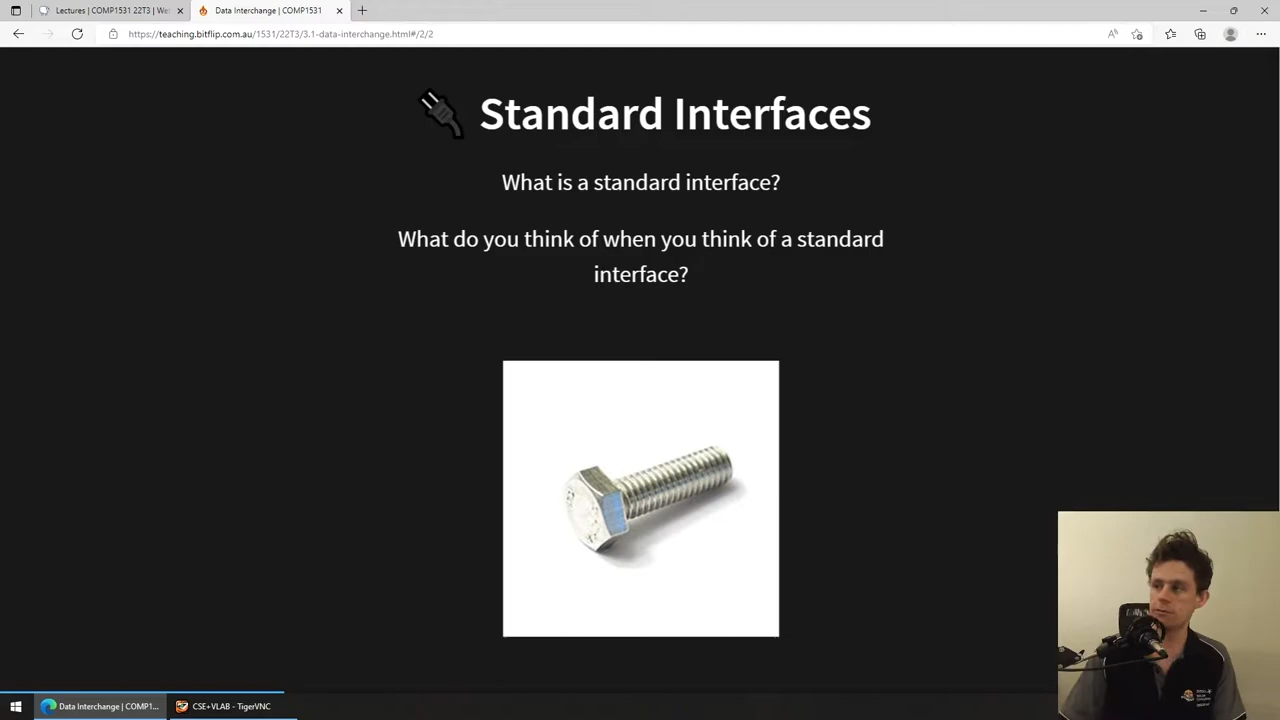 Lectures | COMP1531 22T3 | We
Data Interchange | COMP1531
https://teaching.bitflip.com.au/1531/22T3/3.1-data-interchange.html#/2/2
Standard Interfaces
What is a standard interface?
What do you think of when you think of a standard
interface?
Data Interchange | COMP1...
CSE+VLAB - TigerVNC